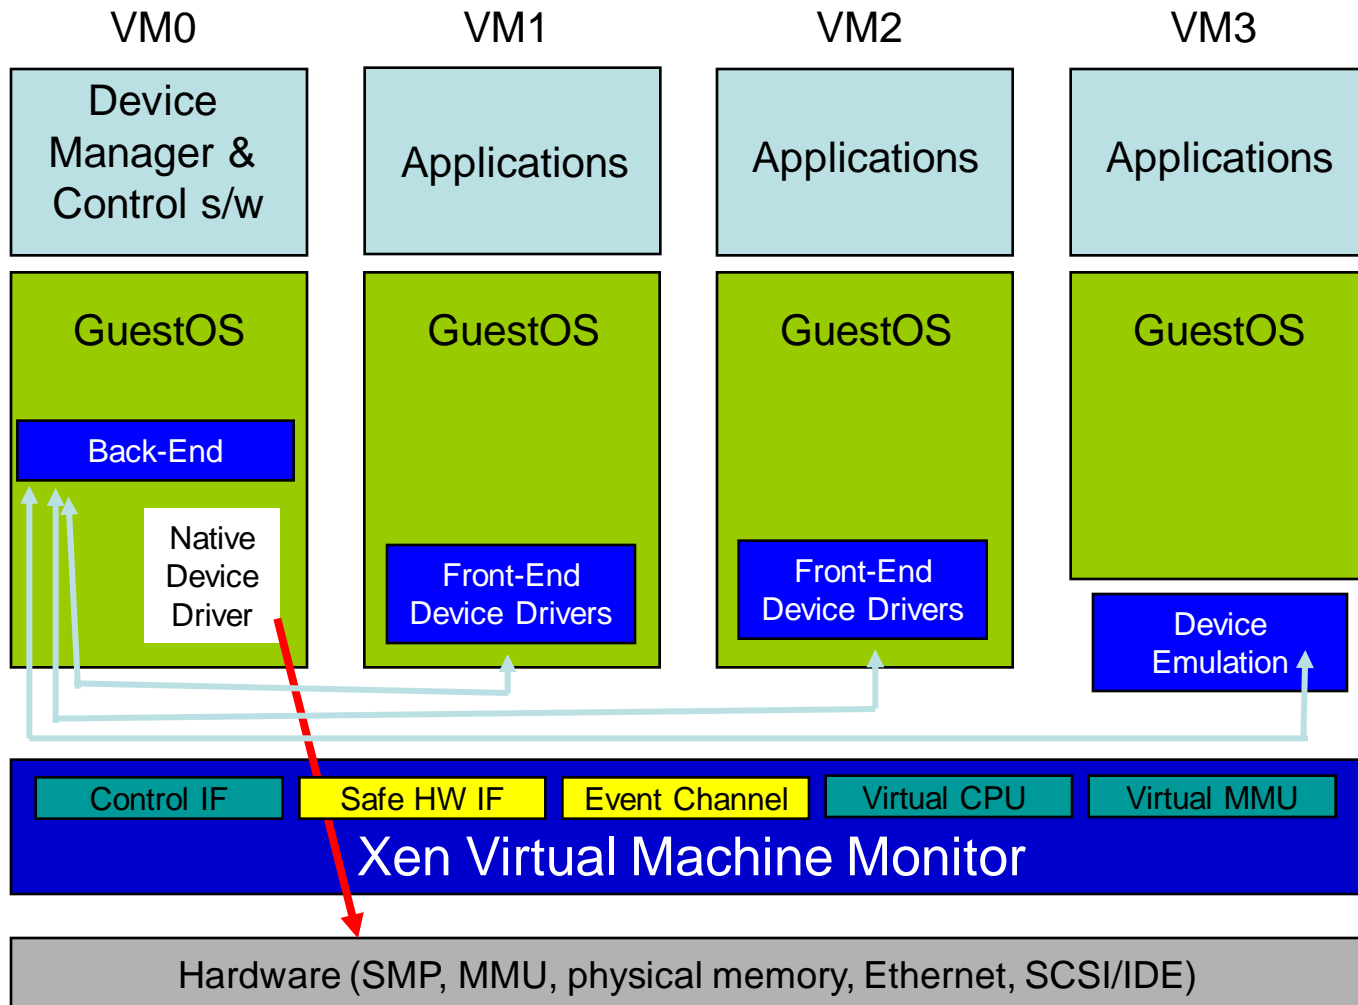 VM0
VM1
VM2
VM3
Device
Manager &
Control s/w
Applications
Applications
Applications
GuestOS
GuestOS
GuestOS
GuestOS
Back-End
Native
Device
Driver
Front-End
Device Drivers
Front-End
Device Drivers
Device
Emulation
Control IF
Safe HW IF
Event Channel
Virtual CPU
Virtual MMU
Xen Virtual Machine Monitor
Hardware (SMP, MMU, physical memory, Ethernet, SCSI/IDE)